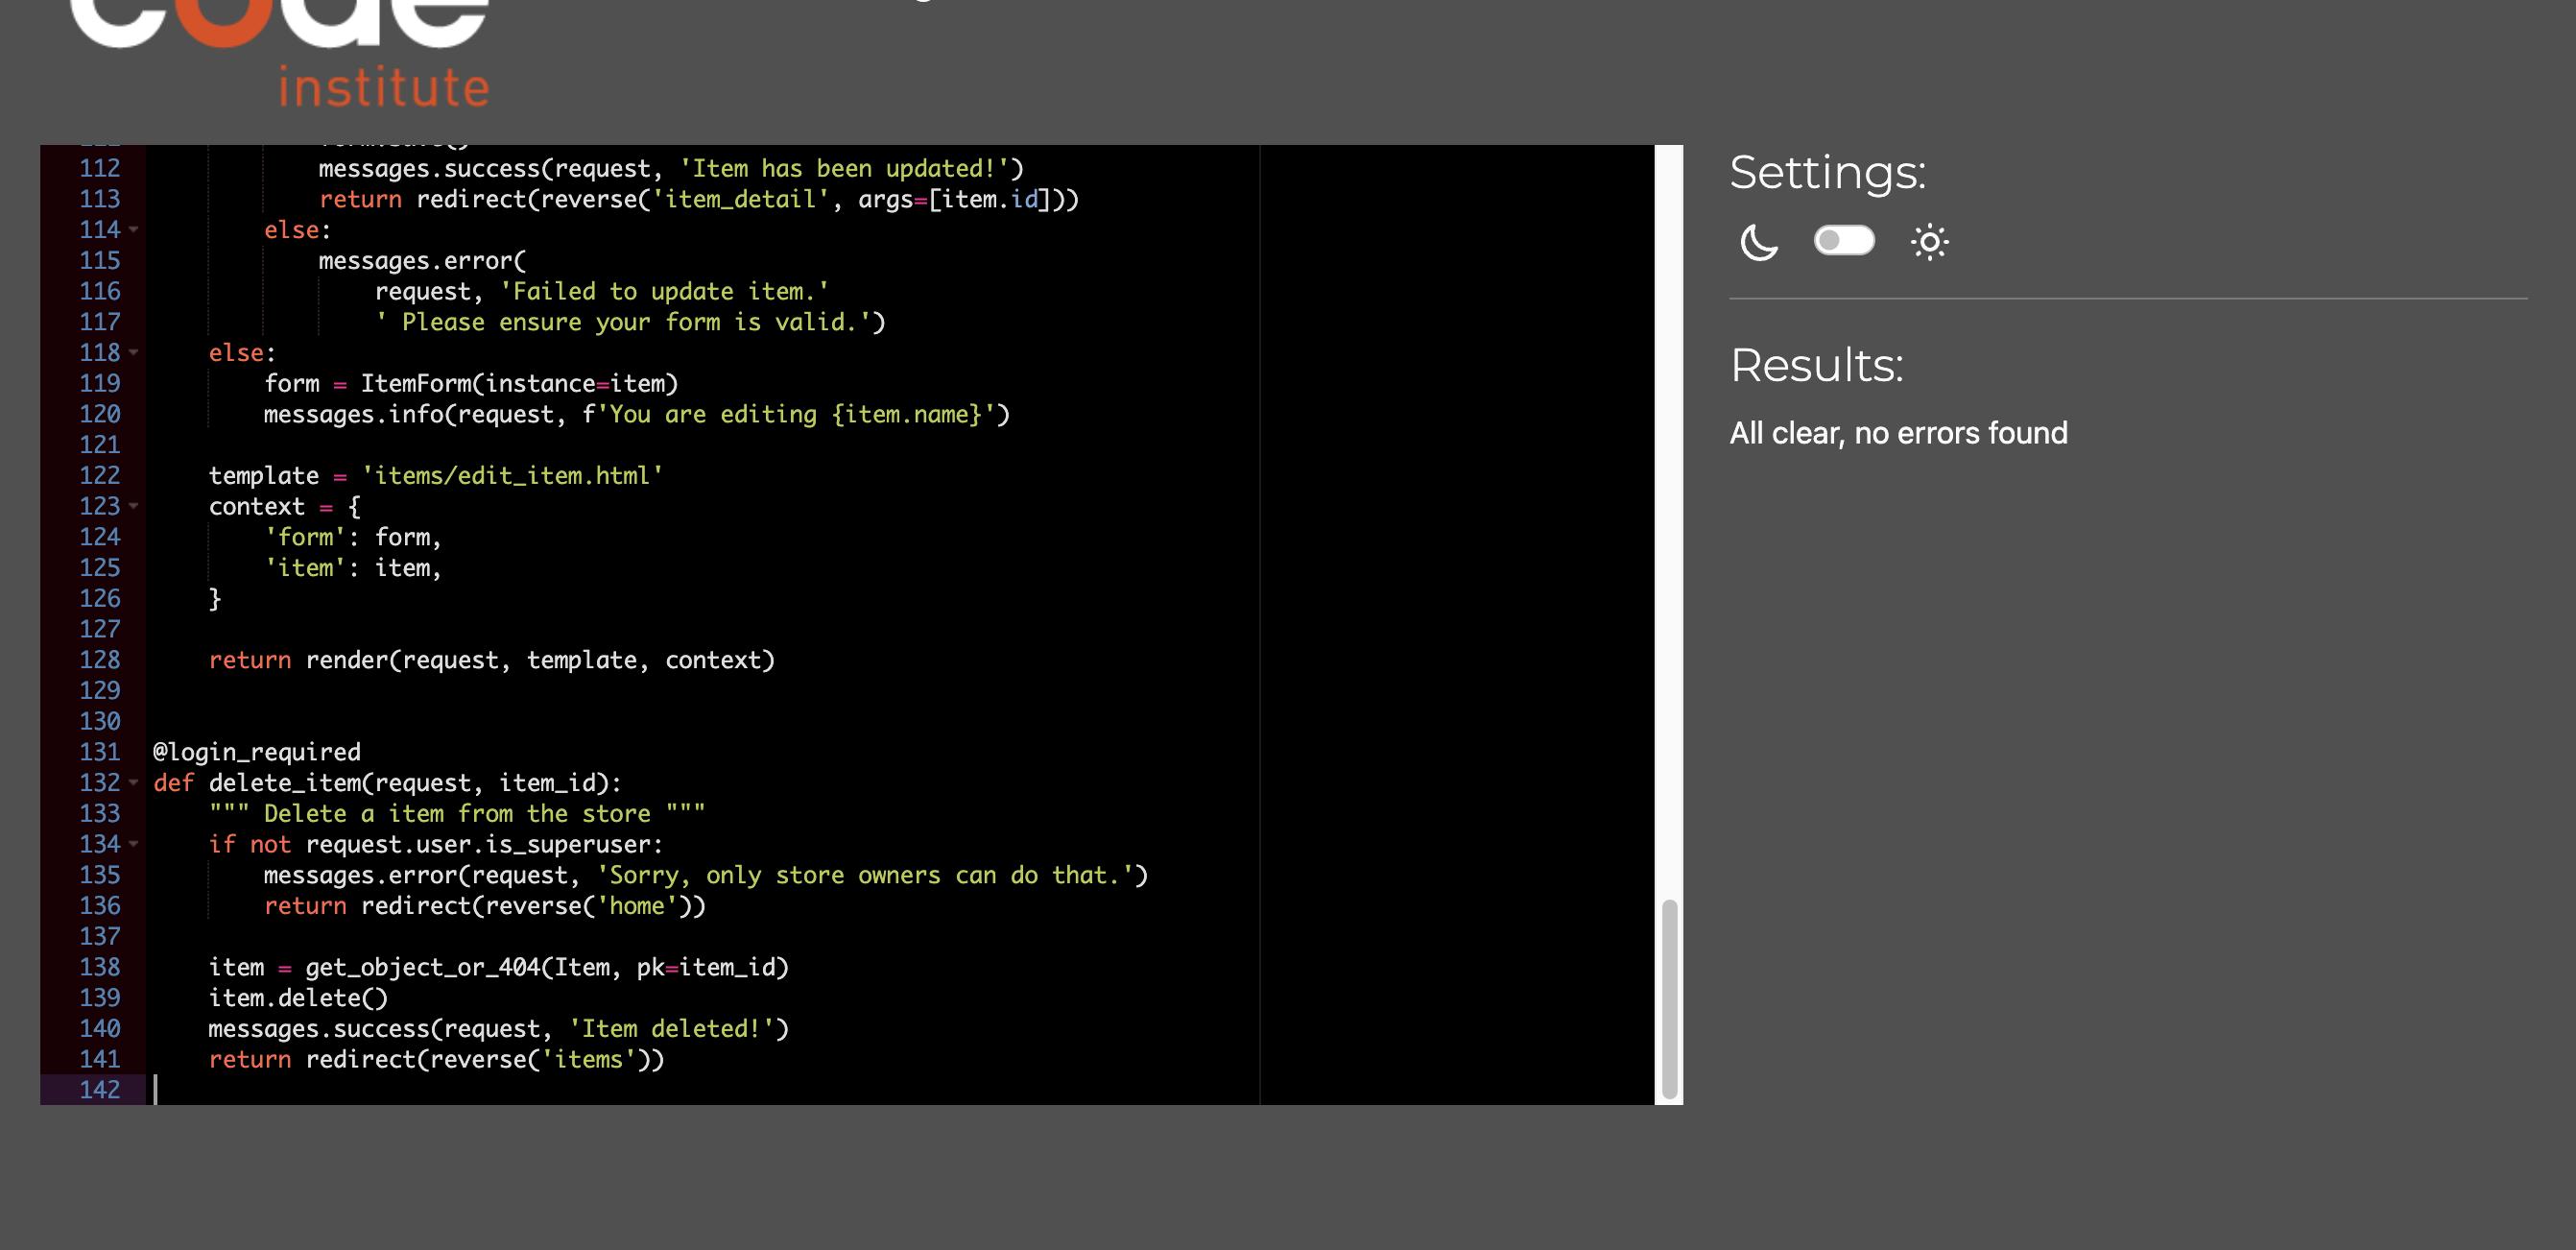 code
institute
112 messages.success(request, 'Item has been updated!')
113 return redirect(reverse('item_detail', args=[item.id]))
114 else:
115 messages.error(
116 request, 'Failed to update item.'
117 ' Please ensure your form is valid.')
118 else:
119 form = ItemForm(instance=item)
120 messages.info(request, f'You are editing {item.name}')
121
122 template = 'items/edit_item.html'
123 context = {
124 'form': form,
125 'item': item,
126 }
127
128 return render(request, template, context)
129
130
131 @login_required
132 def delete_item(request, item_id):
133 """ Delete a item from the store """
134 if not request.user.is_superuser:
135 messages.error(request, 'Sorry, only store owners can do that.')
136 return redirect(reverse('home'))
137
138 item = get_object_or_404(Item, pk=item_id)
139 item.delete()
140 messages.success(request, 'Item deleted!')
141 return redirect(reverse('items'))
142
Settings:
Results:
All clear, no errors found